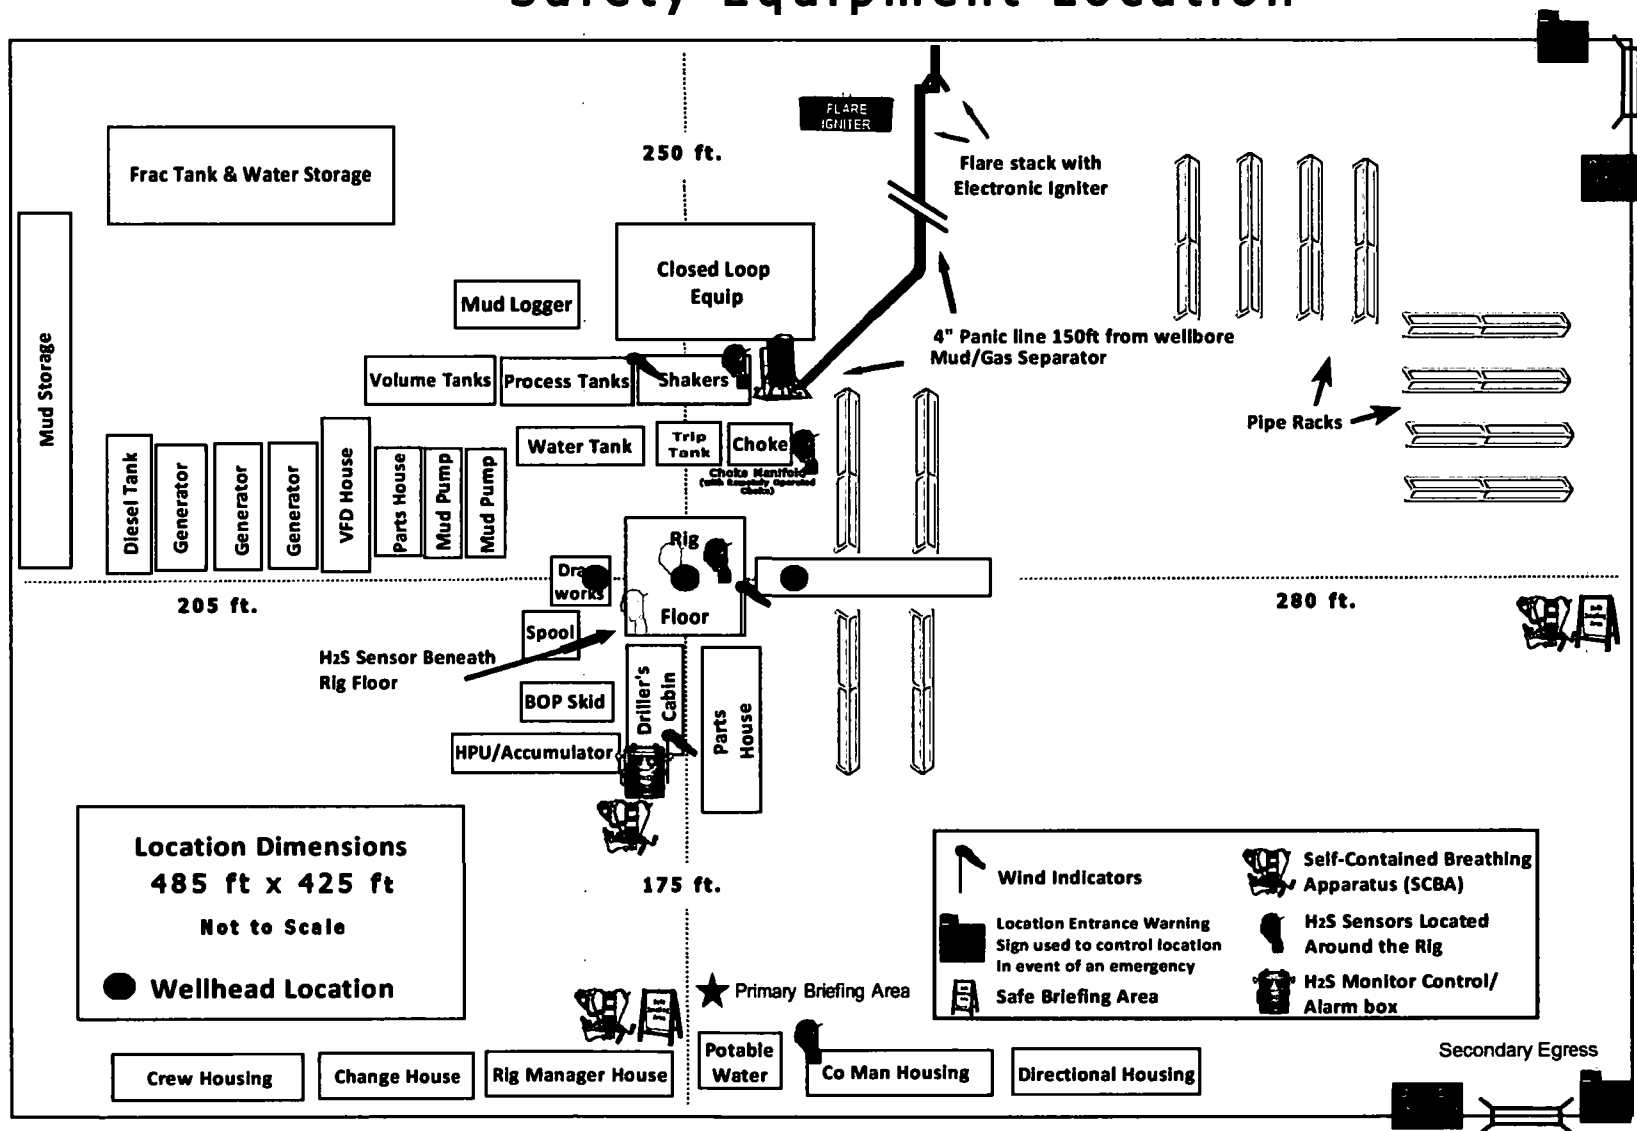 Safety Equipment Location
FLARE
IGNITER
250 ft.
Flare stack with
Electronic Igniter
Frac Tank & Water Storage
Closed Loop
Equip
Mud Logger
4" Panic line 150ft from wellbore
Mud/Gas Separator
Mud Storage
Volume Tanks
Process Tanks
Shakers
Pipe Racks
Water Tank
Trip
Tank
Choke
Choke Manifold
(with Remotely Operated
Choke)
Diesel Tank
Generator
Generator
Generator
VFD House
Parts House
Mud Pump
Mud Pump
Rig
Floor
works
205 ft.
280 ft.
Spool
H2S Sensor Beneath
Rig Floor
Driller's
Cabin
Parts
House
BOP Skid
HPU/Accumulator
Location Dimensions
485 ft x 425 ft
Not to Scale
Wellhead Location
175 ft.
Wind Indicators
Location Entrance Warning
Sign used to control location
in event of an emergency
Safe Briefing Area
Self-Contained Breathing
Apparatus (SCBA)
H2S Sensors Located
Around the Rig
H2S Monitor Control/
Alarm box
Primary Briefing Area
Secondary Egress
Crew Housing
Change House
Rig Manager House
Potable
Water
Co Man Housing
Directional Housing